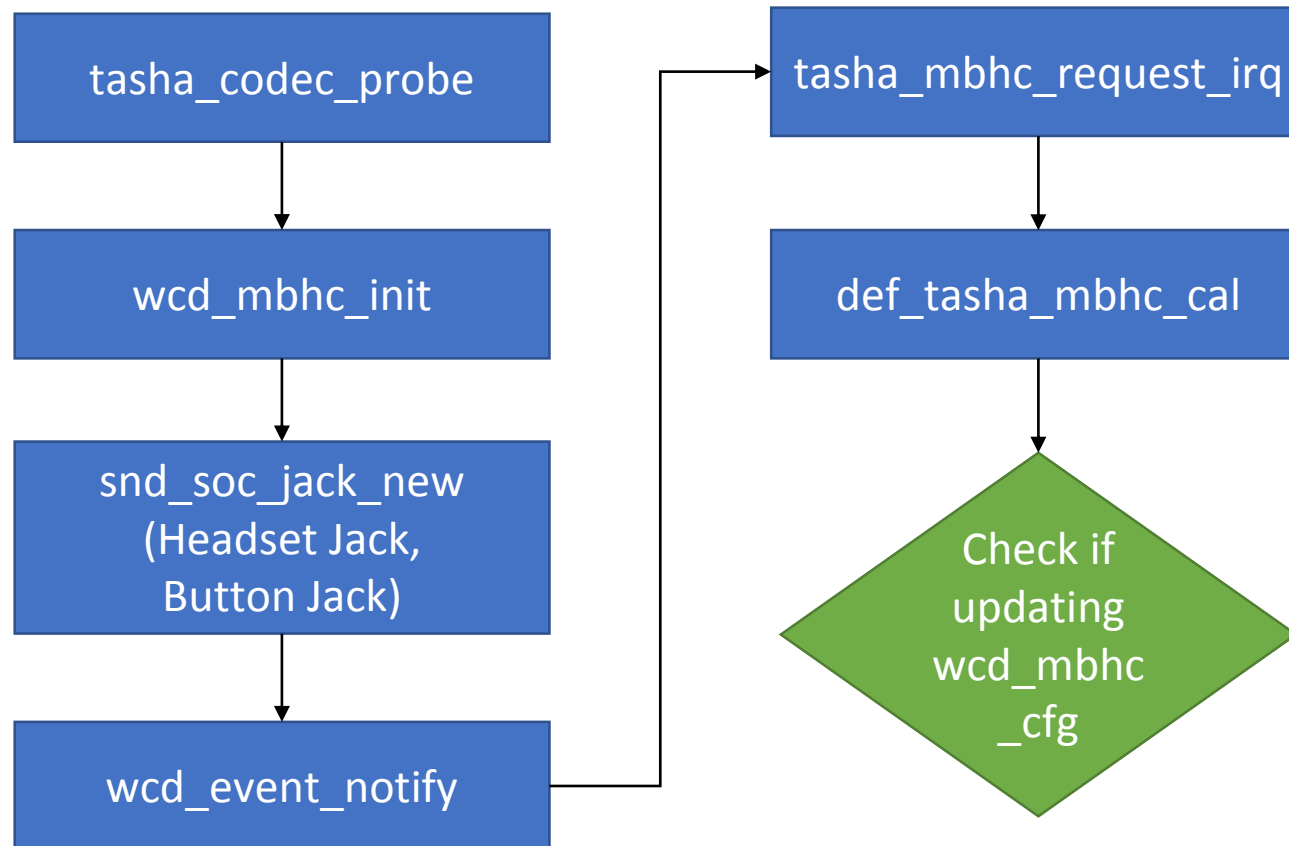 tasha_codec_probe
wcd_mbhc_init
snd_soc_jack_new
(Headset Jack,
Button Jack)
wcd_event_notify
tasha_mbhc_request_irq
def_tasha_mbhc_cal
Check if
updating
wcd_mbhc
_cfg